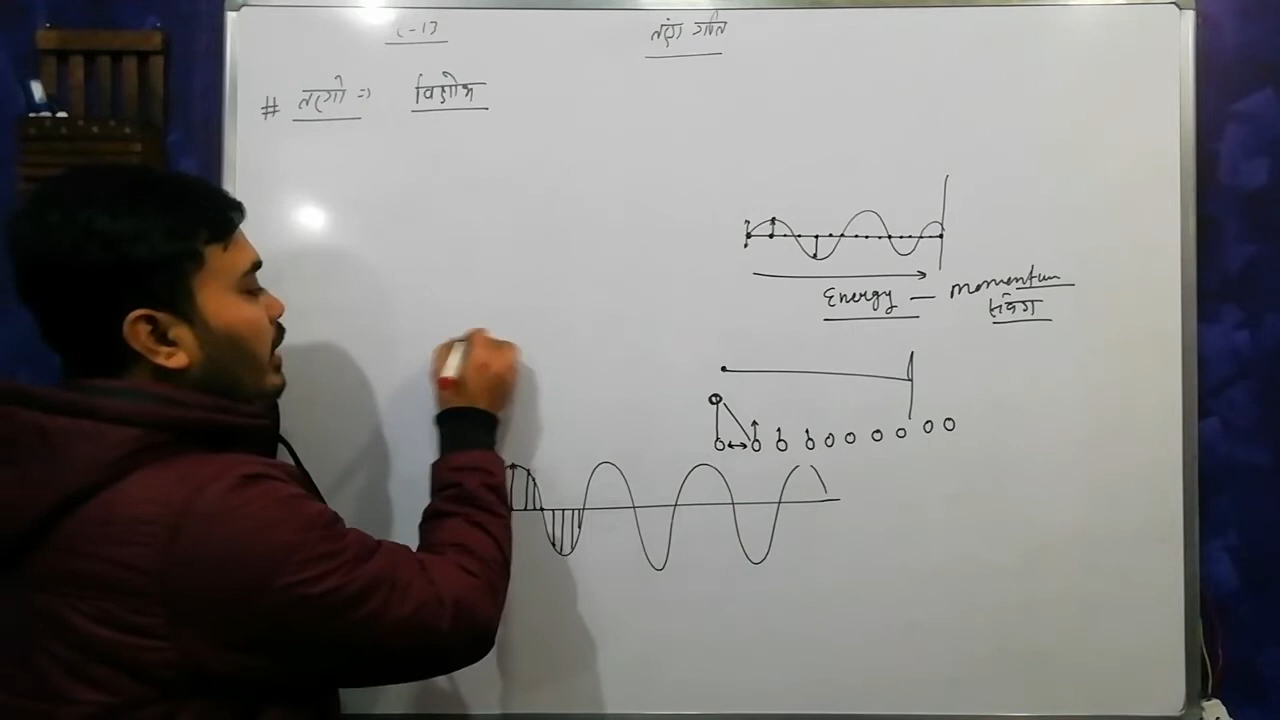 तरंग गति
# तरंगे => विक्षोभ
Energy — momentum
संवेग